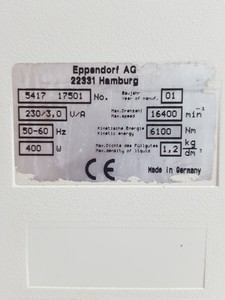 Eppendorf AG
22331 Hamburg
5417 17501 No. Baujahr Year of manuf. 01
230/3,0 V/A Max.Drehzahl Max.speed 16400 min⁻¹
50-60 Hz Kinetische Energie Kinetic energy 6100 Nm
400 W Max.Dichte des Füllgutes Max.density of liquid 1,2 kg/dm³
CE Made in Germany